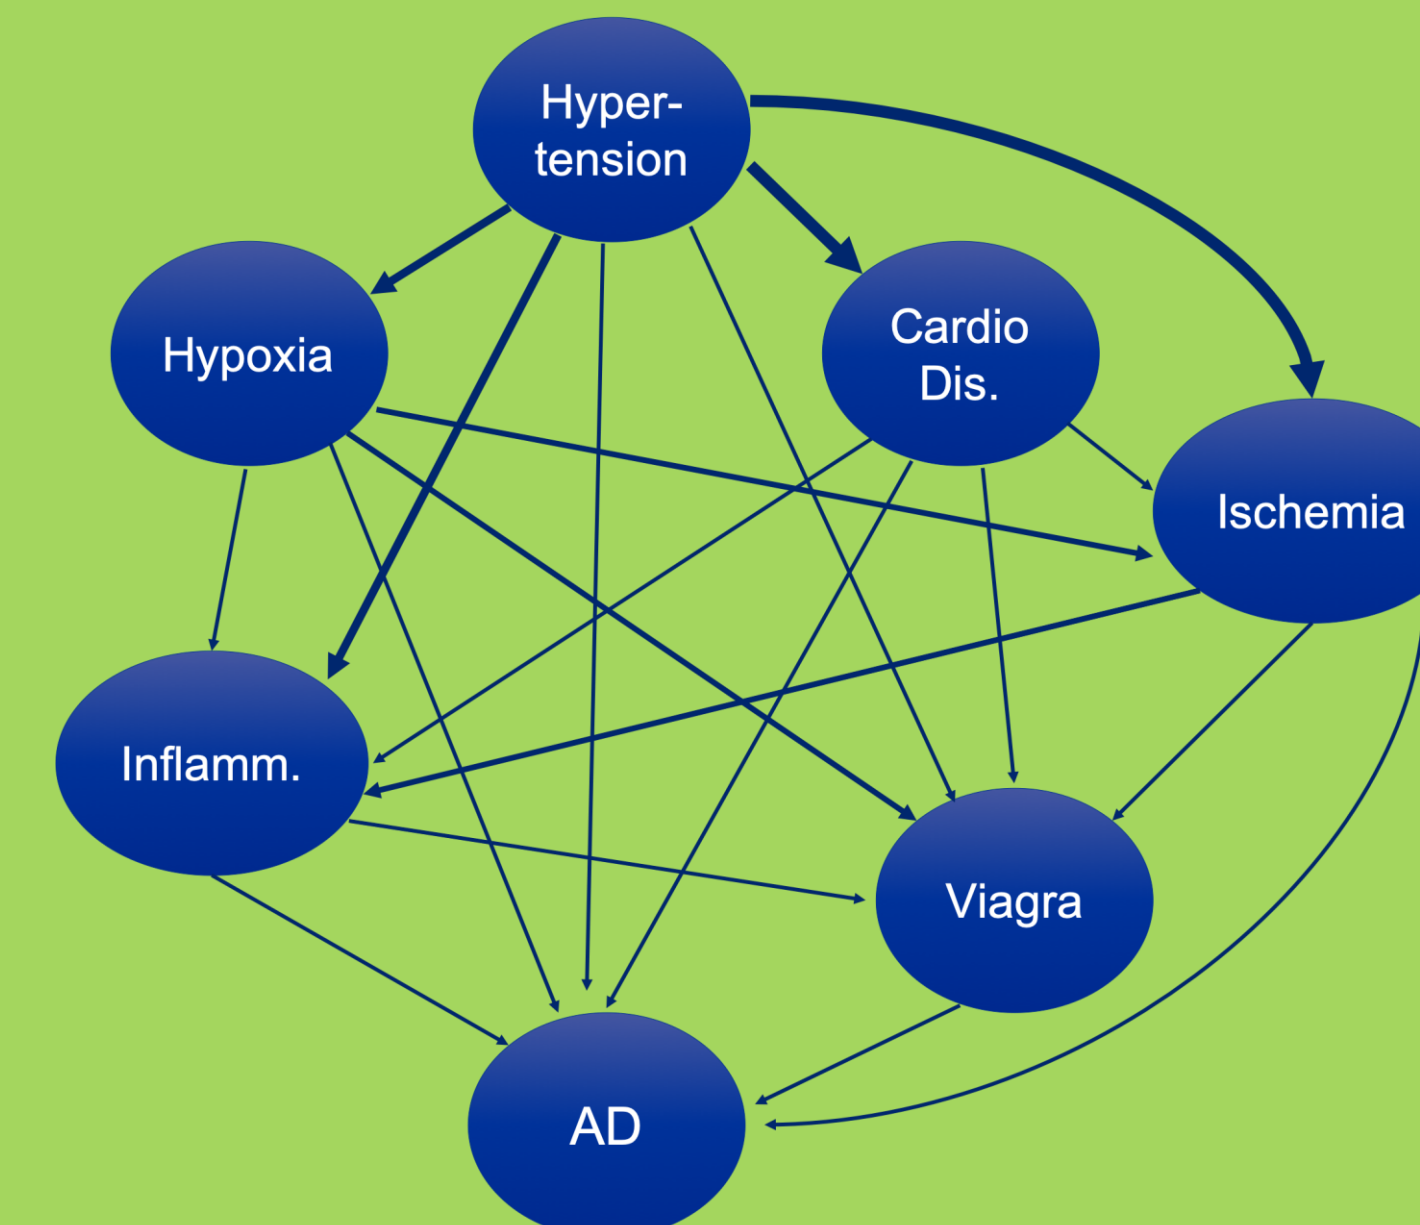 Hyper-
tension
Hypoxia
Cardio
Dis.
Ischemia
Inflamm.
Viagra
AD